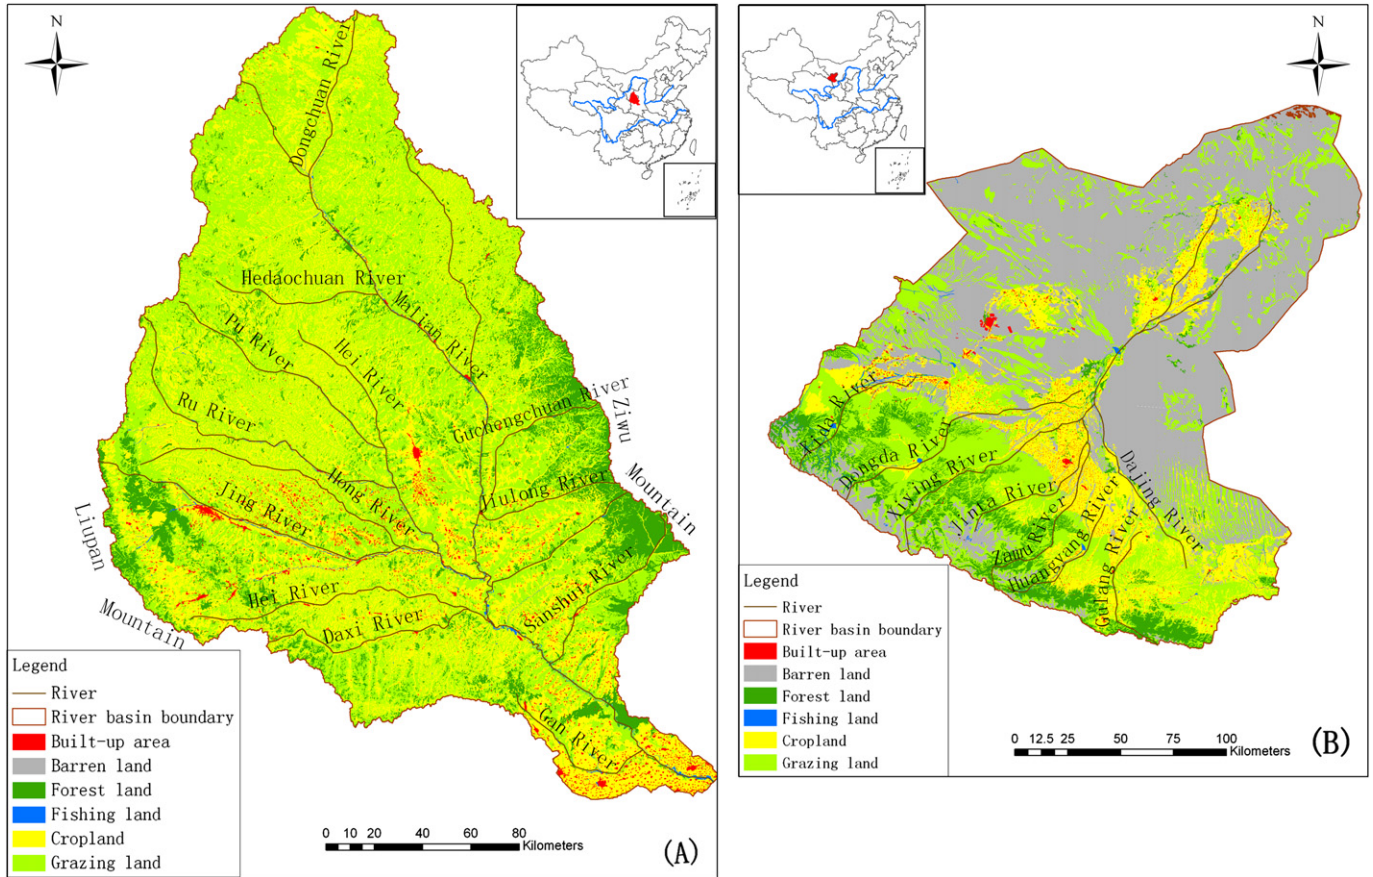 N
Dongchuan River
Hedaochuan River
Malian River
Pu River
Hei River
Ru River
Guchengchuan River
Ziwu
Mountain
Hulong River
Hong River
Jing River
Liupan
Mountain
Hei River
Daxi River
Sanshui River
Gan River
Legend
River
River basin boundary
Built-up area
Barren land
Forest land
Fishing land
Cropland
Grazing land
0 10 20 40 60 80
Kilometers
(A)
N
Xida River
Dongda River
Xiying River
Jinta River
Zamu River
Huangyang River
Gulang River
Dajing River
Legend
River
River basin boundary
Built-up area
Barren land
Forest land
Fishing land
Cropland
Grazing land
0 12.5 25 50 75 100
Kilometers
(B)